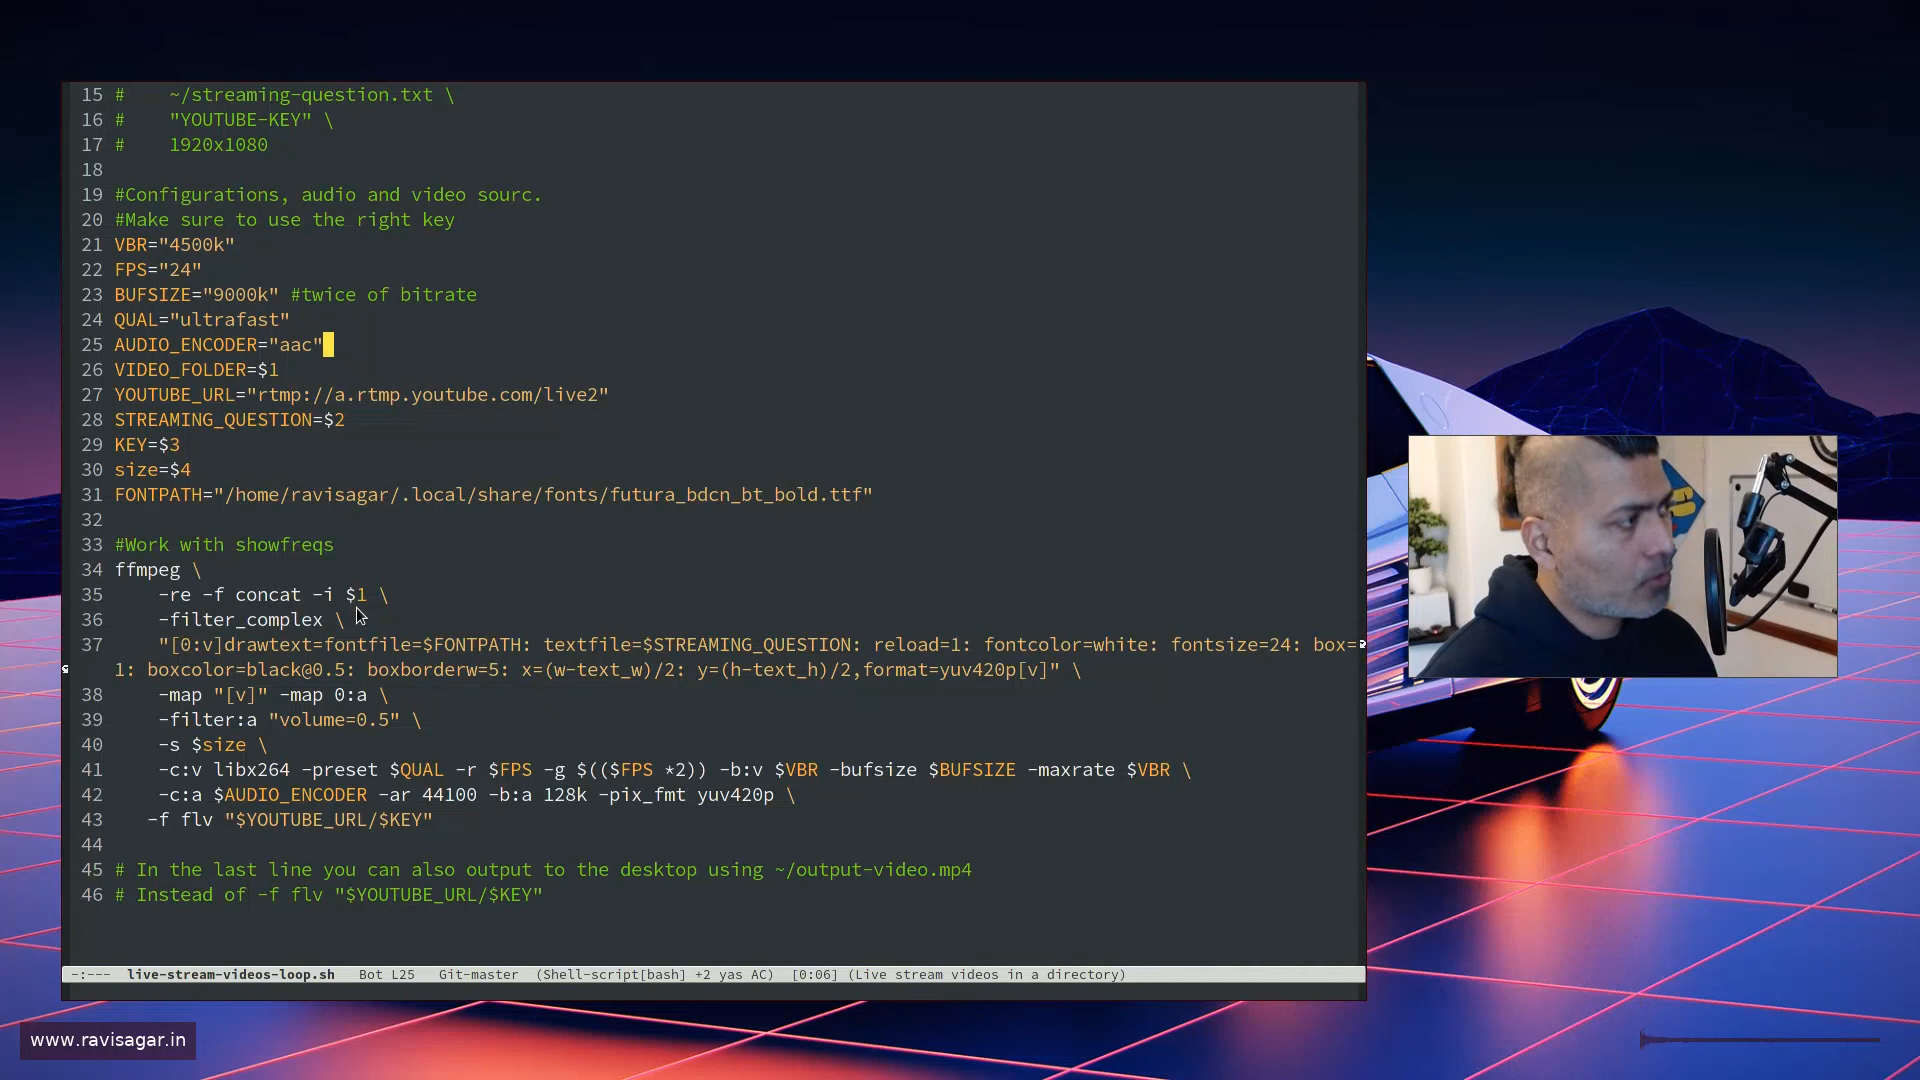 15 #    ~/streaming-question.txt \
16 #    "YOUTUBE-KEY" \
17 #    1920x1080
18
19 #Configurations, audio and video sourc.
20 #Make sure to use the right key
21 VBR="4500k"
22 FPS="24"
23 BUFSIZE="9000k" #twice of bitrate
24 QUAL="ultrafast"
25 AUDIO_ENCODER="aac"
26 VIDEO_FOLDER=$1
27 YOUTUBE_URL="rtmp://a.rtmp.youtube.com/live2"
28 STREAMING_QUESTION=$2
29 KEY=$3
30 size=$4
31 FONTPATH="/home/ravisagar/.local/share/fonts/futura_bdcn_bt_bold.ttf"
32
33 #Work with showfreqs
34 ffmpeg \
35     -re -f concat -i $1 \
36     -filter_complex \
37     "[0:v]drawtext=fontfile=$FONTPATH: textfile=$STREAMING_QUESTION: reload=1: fontcolor=white: fontsize=24: box=
1: boxcolor=black@0.5: boxborderw=5: x=(w-text_w)/2: y=(h-text_h)/2,format=yuv420p[v]" \
38     -map "[v]" -map 0:a \
39     -filter:a "volume=0.5" \
40     -s $size \
41     -c:v libx264 -preset $QUAL -r $FPS -g $(($FPS *2)) -b:v $VBR -bufsize $BUFSIZE -maxrate $VBR \
42     -c:a $AUDIO_ENCODER -ar 44100 -b:a 128k -pix_fmt yuv420p \
43    -f flv "$YOUTUBE_URL/$KEY"
44
45 # In the last line you can also output to the desktop using ~/output-video.mp4
46 # Instead of -f flv "$YOUTUBE_URL/$KEY"
-:---  live-stream-videos-loop.sh   Bot L25   Git-master  (Shell-script[bash] +2 yas AC)  [0:06] (Live stream videos in a directory)
www.ravisagar.in